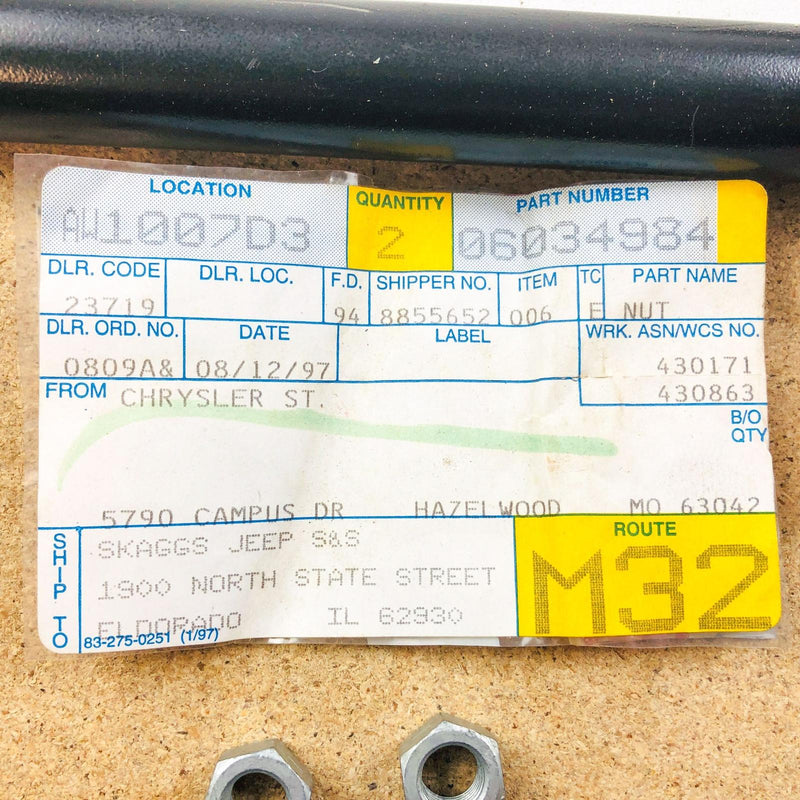 LOCATION QUANTITY PART NUMBER
AW1007D3 2 06034984
DLR. CODE DLR. LOC. F.D. SHIPPER NO. ITEM TC PART NAME
23719 94 8855652 006 E NUT
DLR. ORD. NO. DATE LABEL WRK. ASN/WCS NO.
0809A& 08/12/97 430171
430863
FROM CHRYSLER ST.
B/O
QTY
5790 CAMPUS DR HAZELWOOD MO 63042
SHIP TO
SKAGGS JEEP S&S
1900 NORTH STATE STREET
ELDORADO IL 62930
83-275-0251 (1/97)
ROUTE
M32